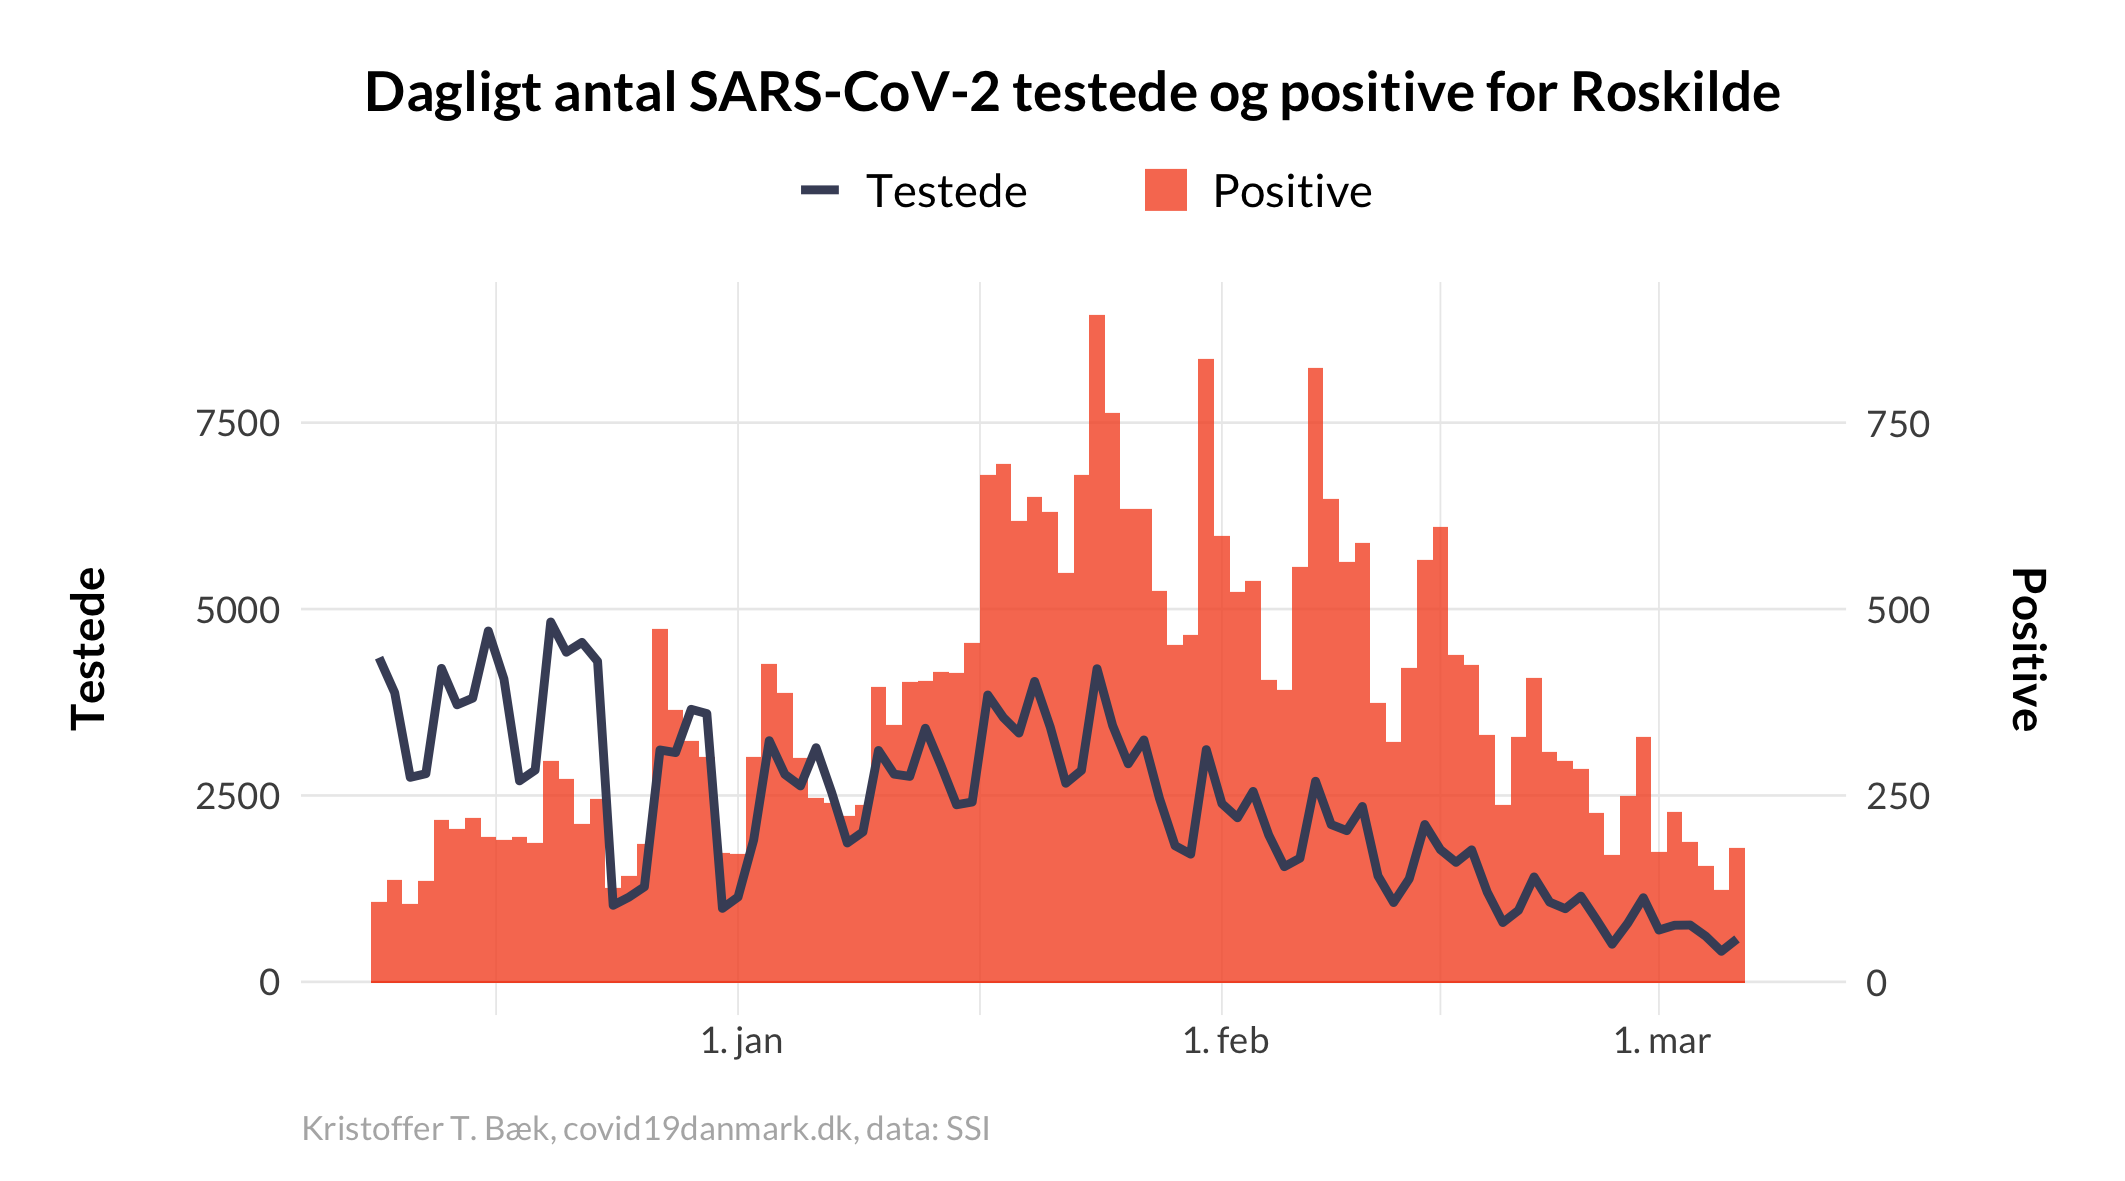 Dagligt antal SARS-CoV-2 testede og positive for Roskilde
Testede
Positive
7500
5000
2500
0
750
500
250
0
Testede
Positive
1. jan
1. feb
1. mar
Kristoffer T. Bæk, covid19danmark.dk, data: SSI